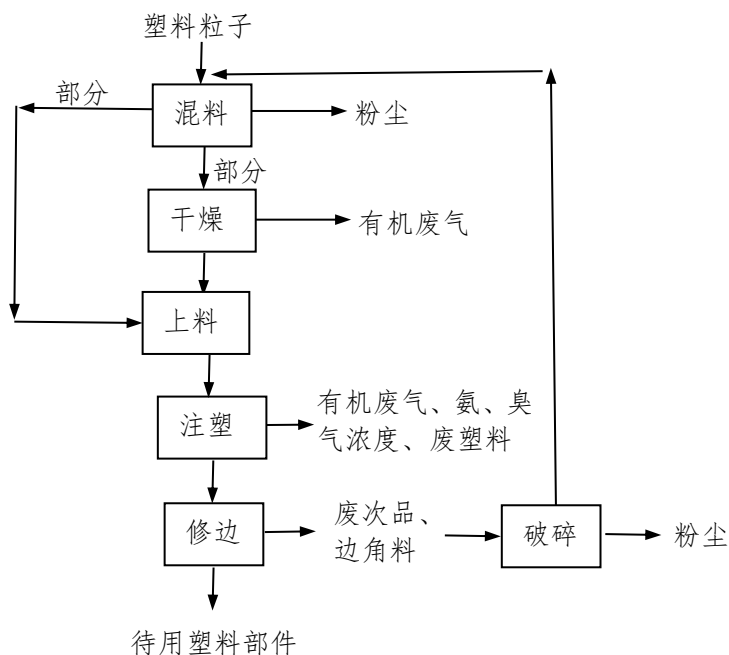 塑料粒子
部分
混料
粉尘
部分
干燥
有机废气
上料
注塑
有机废气、氨、臭
气浓度、废塑料
修边
废次品、
边角料
破碎
粉尘
待用塑料部件